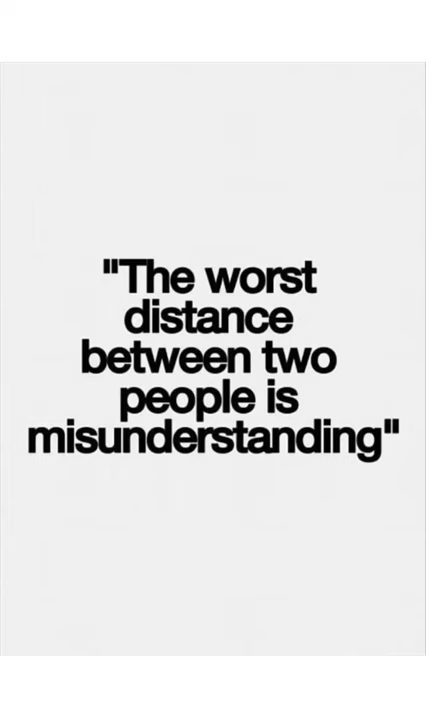 "The worst
distance
between two
people is
misunderstanding"